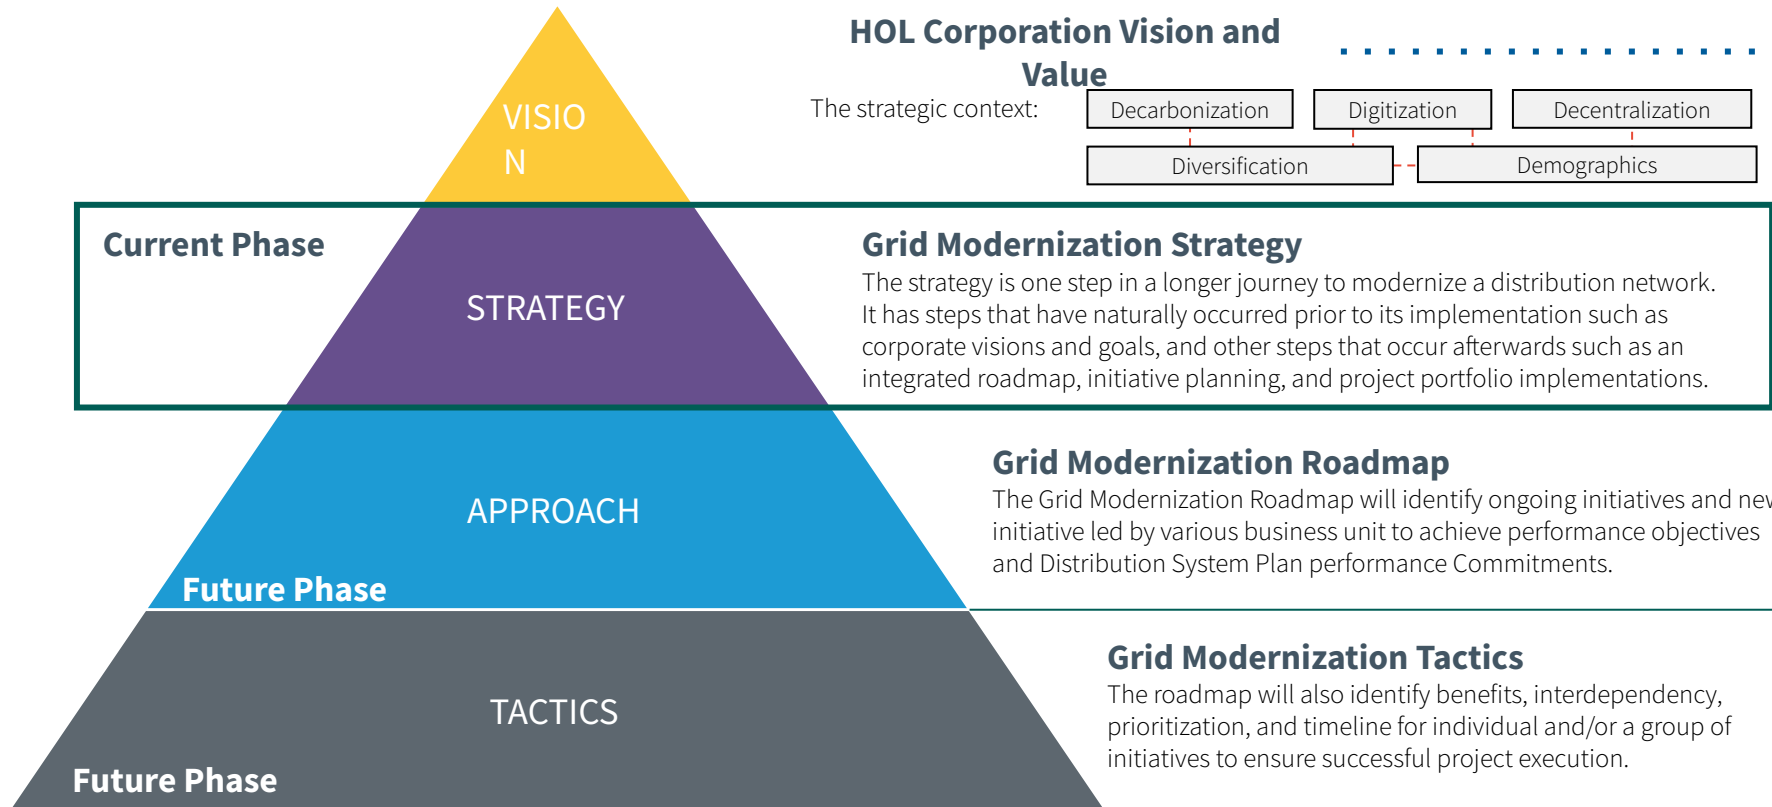 HOL Corporation Vision and
Value
VISIO
N
The strategic context:
Decarbonization
Digitization
Decentralization
Diversification
Demographics
Current Phase
STRATEGY
Grid Modernization Strategy
The strategy is one step in a longer journey to modernize a distribution network.
It has steps that have naturally occurred prior to its implementation such as
corporate visions and goals, and other steps that occur afterwards such as an
integrated roadmap, initiative planning, and project portfolio implementations.
APPROACH
Future Phase
Grid Modernization Roadmap
The Grid Modernization Roadmap will identify ongoing initiatives and new
initiative led by various business unit to achieve performance objectives
and Distribution System Plan performance Commitments.
TACTICS
Future Phase
Grid Modernization Tactics
The roadmap will also identify benefits, interdependency,
prioritization, and timeline for individual and/or a group of
initiatives to ensure successful project execution.